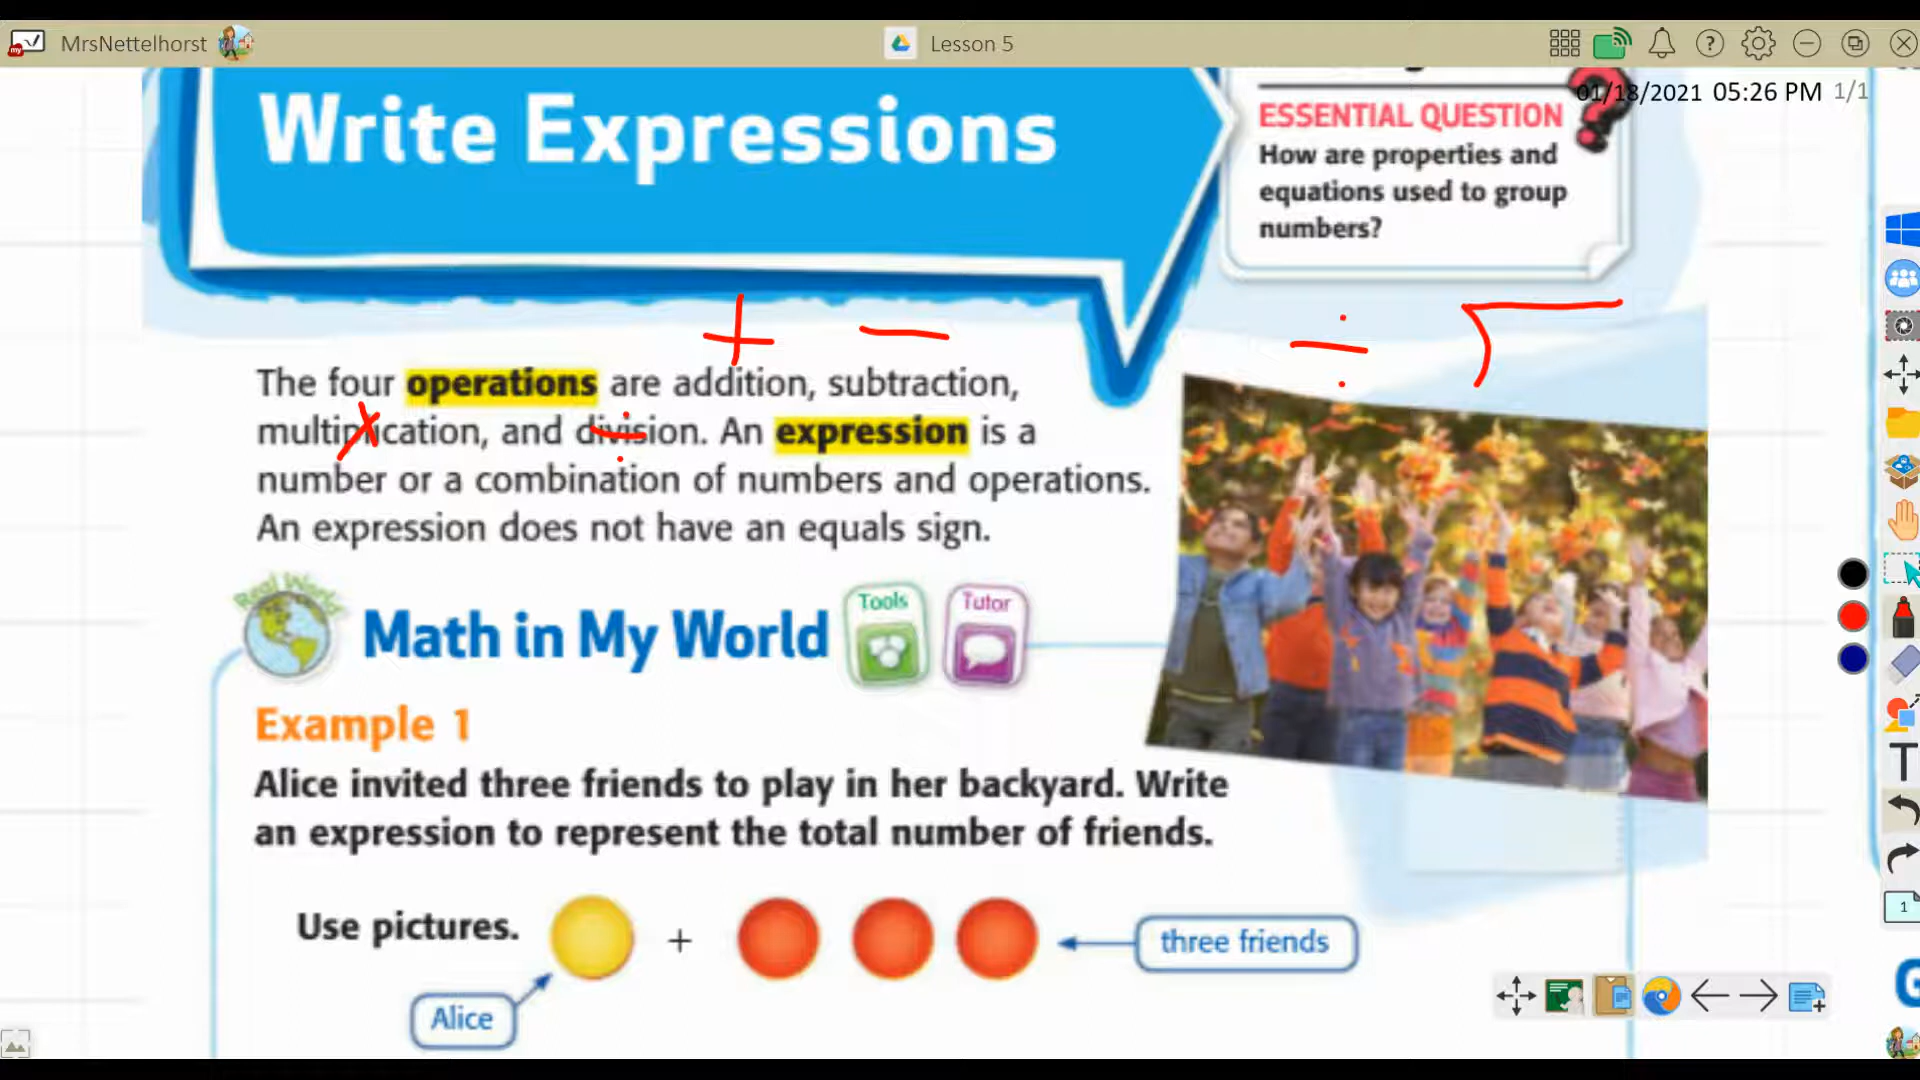 MrsNettelhorst
Lesson 5
01/18/2021 05:26 PM 1/1
Write Expressions
ESSENTIAL QUESTION
How are properties and
equations used to group
numbers?
+ − ÷
The four operations are addition, subtraction,
multiplication, and division. An expression is a
number or a combination of numbers and operations.
An expression does not have an equals sign.
Real World
Math in My World
Tools
Tutor
Example 1
Alice invited three friends to play in her backyard. Write
an expression to represent the total number of friends.
Use pictures.
+
three friends
Alice
T
1